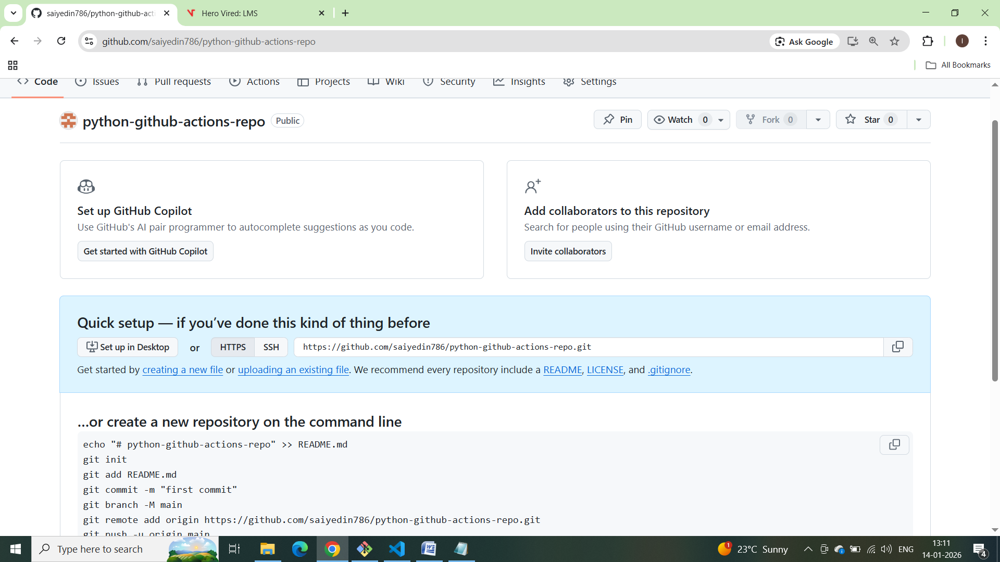 saiyedin786/python-github-acti
Hero Vired: LMS
github.com/saiyedin786/python-github-actions-repo
Ask Google
I
All Bookmarks
Code
Issues
Pull requests
Actions
Projects
Wiki
Security
Insights
Settings
python-github-actions-repo
Public
Pin
Watch 0
Fork 0
Star 0
Set up GitHub Copilot
Use GitHub's AI pair programmer to autocomplete suggestions as you code.
Get started with GitHub Copilot
Add collaborators to this repository
Search for people using their GitHub username or email address.
Invite collaborators
Quick setup — if you’ve done this kind of thing before
Set up in Desktop or HTTPS SSH https://github.com/saiyedin786/python-github-actions-repo.git
Get started by creating a new file or uploading an existing file. We recommend every repository include a README, LICENSE, and .gitignore.
…or create a new repository on the command line
echo "# python-github-actions-repo" >> README.md
git init
git add README.md
git commit -m "first commit"
git branch -M main
git remote add origin https://github.com/saiyedin786/python-github-actions-repo.git
git push -u origin main
Type here to search
1
23°C Sunny
ENG
13:11
14-01-2026
4